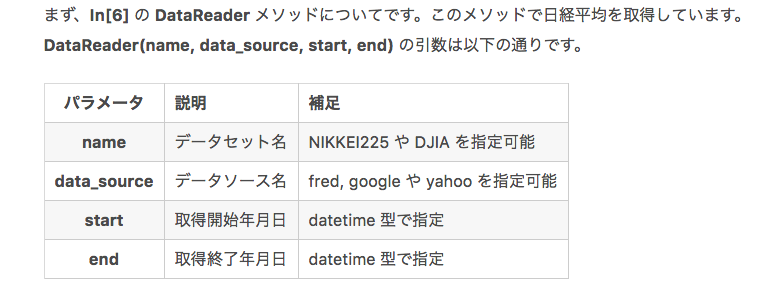 まず、In[6] の DataReader メソッドについてです。このメソッドで日経平均を取得しています。
DataReader(name, data_source, start, end) の引数は以下の通りです。
パラメータ 説明 補足
name データセット名 NIKKEI225 や DJIA を指定可能
data_source データソース名 fred, google や yahoo を指定可能
start 取得開始年月日 datetime 型で指定
end 取得終了年月日 datetime 型で指定